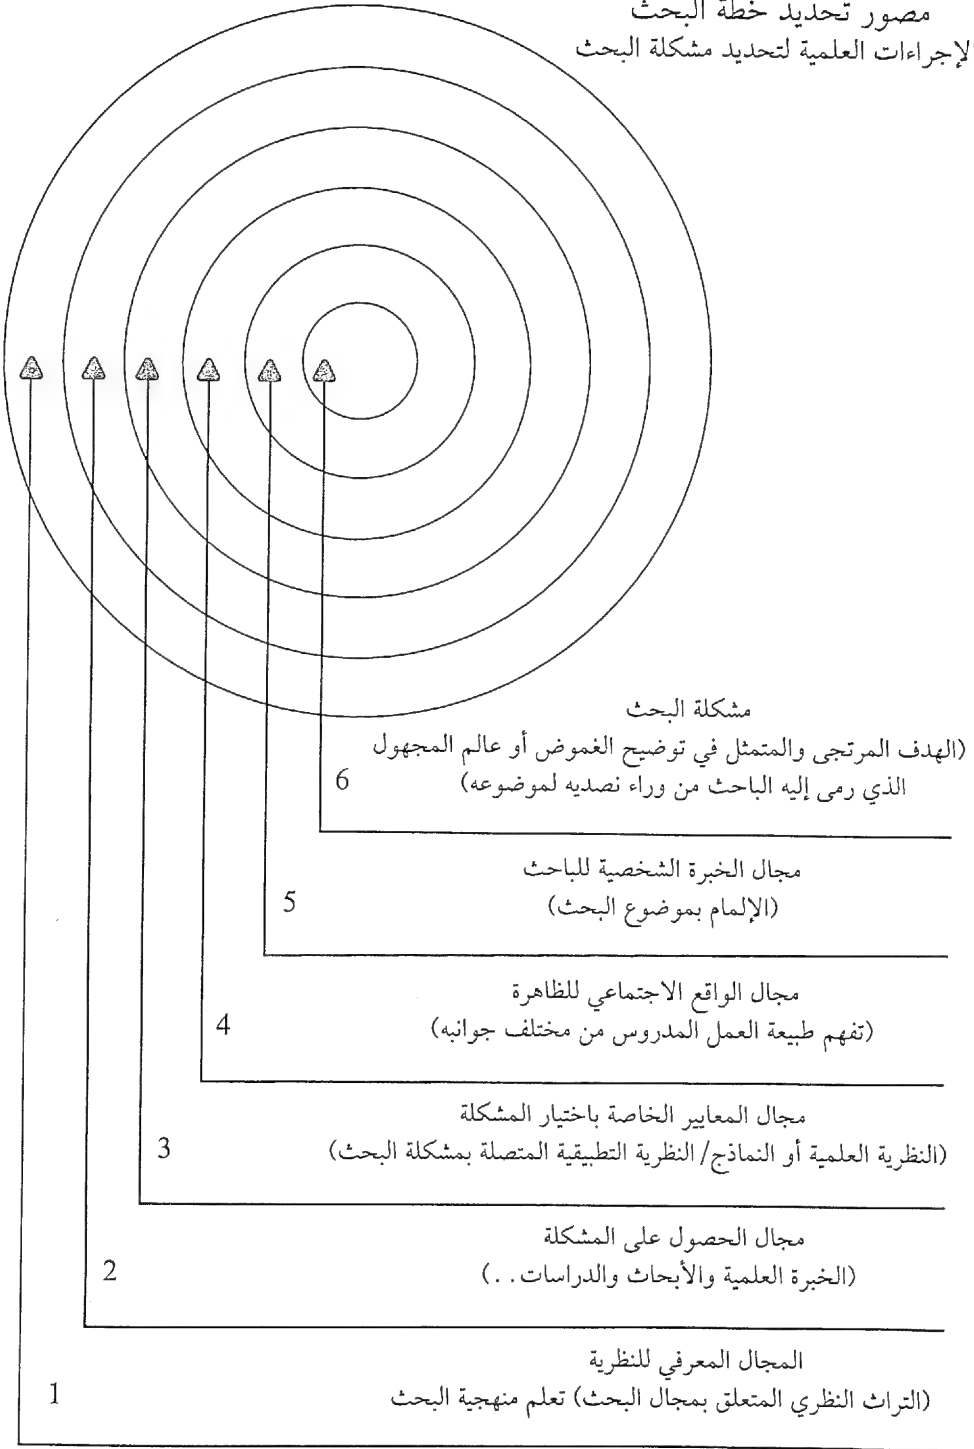 مصور تحديد خطة البحث
لإجراءات العلمية لتحديد مشكلة البحث
مشكلة البحث
(الهدف المرتجى والمتمثل في توضيح الغموض أو عالم المجهول
الذي رمى إليه الباحث من وراء نصديه لموضوعه)
6
مجال الخبرة الشخصية للباحث
(الإلمام بموضوع البحث)
5
مجال الواقع الاجتماعي للظاهرة
(تفهم طبيعة العمل المدروس من مختلف جوانبه)
4
مجال المعايير الخاصة باختيار المشكلة
(النظرية العلمية أو النماذج/ النظرية التطبيقية المتصلة بمشكلة البحث)
3
مجال الحصول على المشكلة
(الخبرة العلمية والأبحاث والدراسات. .)
2
المجال المعرفي للنظرية
(التراث النظري المتعلق بمجال البحث) تعلم منهجية البحث
1